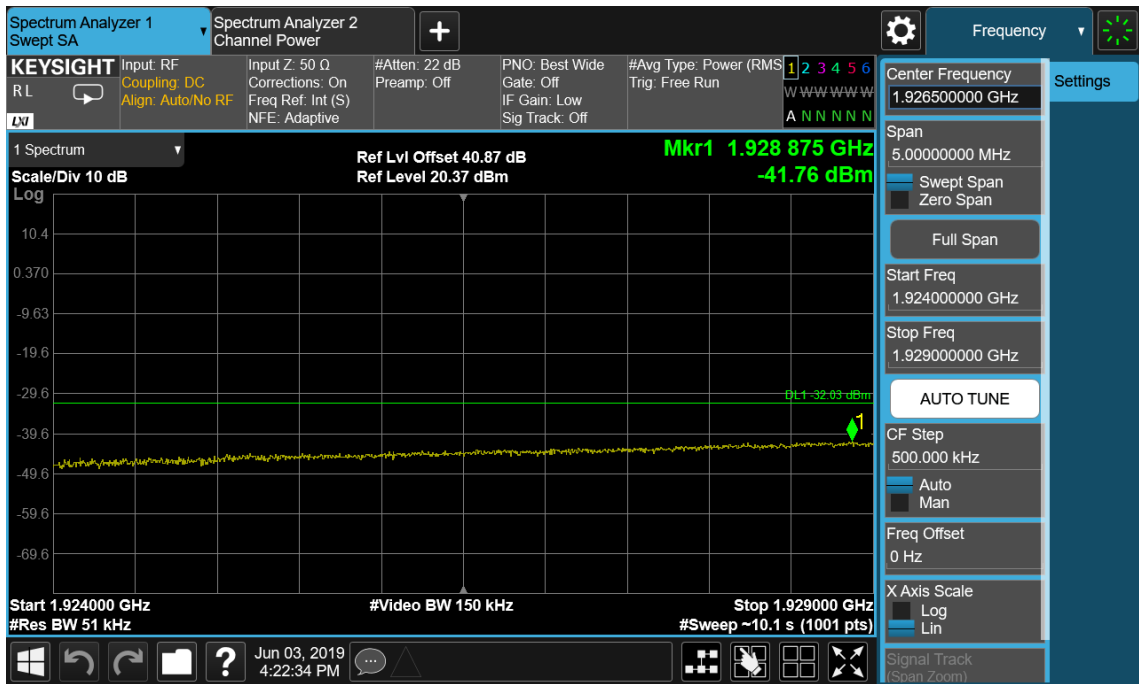 Spectrum Analyzer 1
Swept SA
Spectrum Analyzer 2
Channel Power
Frequency
KEYSIGHT
R L
LXI
Input: RF
Coupling: DC
Align: Auto/No RF
Input Z: 50 Ω
Corrections: On
Freq Ref: Int (S)
NFE: Adaptive
#Atten: 22 dB
Preamp: Off
PNO: Best Wide
Gate: Off
IF Gain: Low
Sig Track: Off
#Avg Type: Power (RMS
Trig: Free Run
1 2 3 4 5 6
W W W W W W
A N N N N N
1 Spectrum
Scale/Div 10 dB
Ref Lvl Offset 40.87 dB
Ref Level 20.37 dBm
Mkr1 1.928 875 GHz
-41.76 dBm
Log
10.4
0.370
-9.63
-19.6
-29.6
DL1 -32.03 dBm
1
-39.6
-49.6
-59.6
-69.6
Start 1.924000 GHz
#Video BW 150 kHz
Stop 1.929000 GHz
#Res BW 51 kHz
#Sweep ~10.1 s (1001 pts)
Center Frequency
1.926500000 GHz
Settings
Span
5.00000000 MHz
Swept Span
Zero Span
Full Span
Start Freq
1.924000000 GHz
Stop Freq
1.929000000 GHz
AUTO TUNE
CF Step
500.000 kHz
Auto
Man
Freq Offset
0 Hz
X Axis Scale
Log
Lin
Signal Track
(Span Zoom)
?
Jun 03, 2019
4:22:34 PM